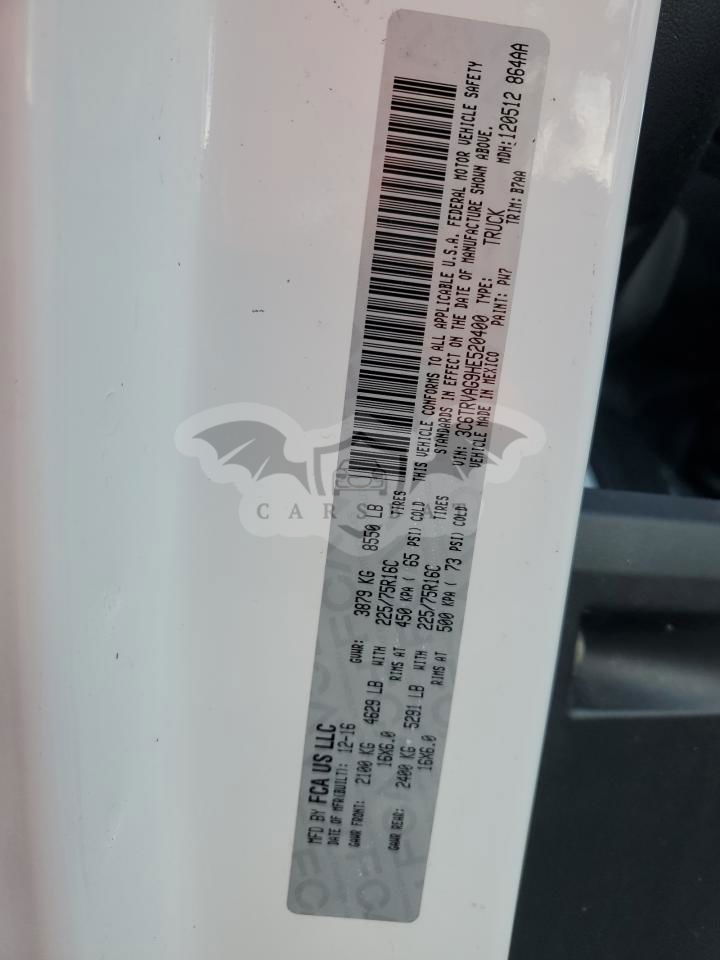 MFD BY FCA US LLC
DATE OF MFR(BUILT): 12-16 GVWR: 3879 KG 8550 LB
GAWR FRONT: 2100 KG 4629 LB WITH 225/75R16C TIRES
16X6.0 RIMS AT 450 KPA ( 65 PSI) COLD
GAWR REAR: 2400 KG 5291 LB WITH 225/75R16C TIRES
16X6.0 RIMS AT 500 KPA ( 73 PSI) COLD
THIS VEHICLE CONFORMS TO ALL APPLICABLE U.S.A. FEDERAL MOTOR VEHICLE SAFETY
STANDARDS IN EFFECT ON THE DATE OF MANUFACTURE SHOWN ABOVE.
VIN: 3C6TRVAG9HE520400 TYPE: TRUCK MDH: 120512 864AA
VEHICLE MADE IN MEXICO PAINT: PW7 TRIM: B7AA